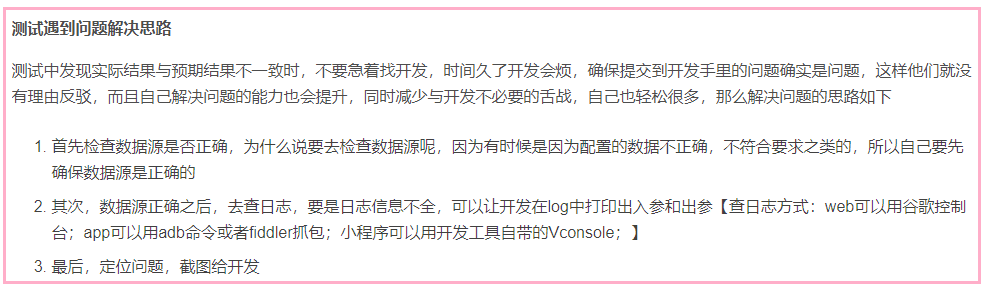 测试遇到问题解决思路
测试中发现实际结果与预期结果不一致时，不要急着找开发，时间久了开发会烦，确保提交到开发手里的问题确实是问题，这样他们就没
有理由反驳，而且自己解决问题的能力也会提升，同时减少与开发不必要的舌战，自己也轻松很多，那么解决问题的思路如下
1. 首先检查数据源是否正确，为什么说要去检查数据源呢，因为有时候是因为配置的数据不正确，不符合要求之类的，所以自己要先
确保数据源是正确的
2. 其次，数据源正确之后，去查日志，要是日志信息不全，可以让开发在log中打印出入参和出参【查日志方式：web可以用谷歌控制
台；app可以用adb命令或者fiddler抓包；小程序可以用开发工具自带的Vconsole；】
3. 最后，定位问题，截图给开发